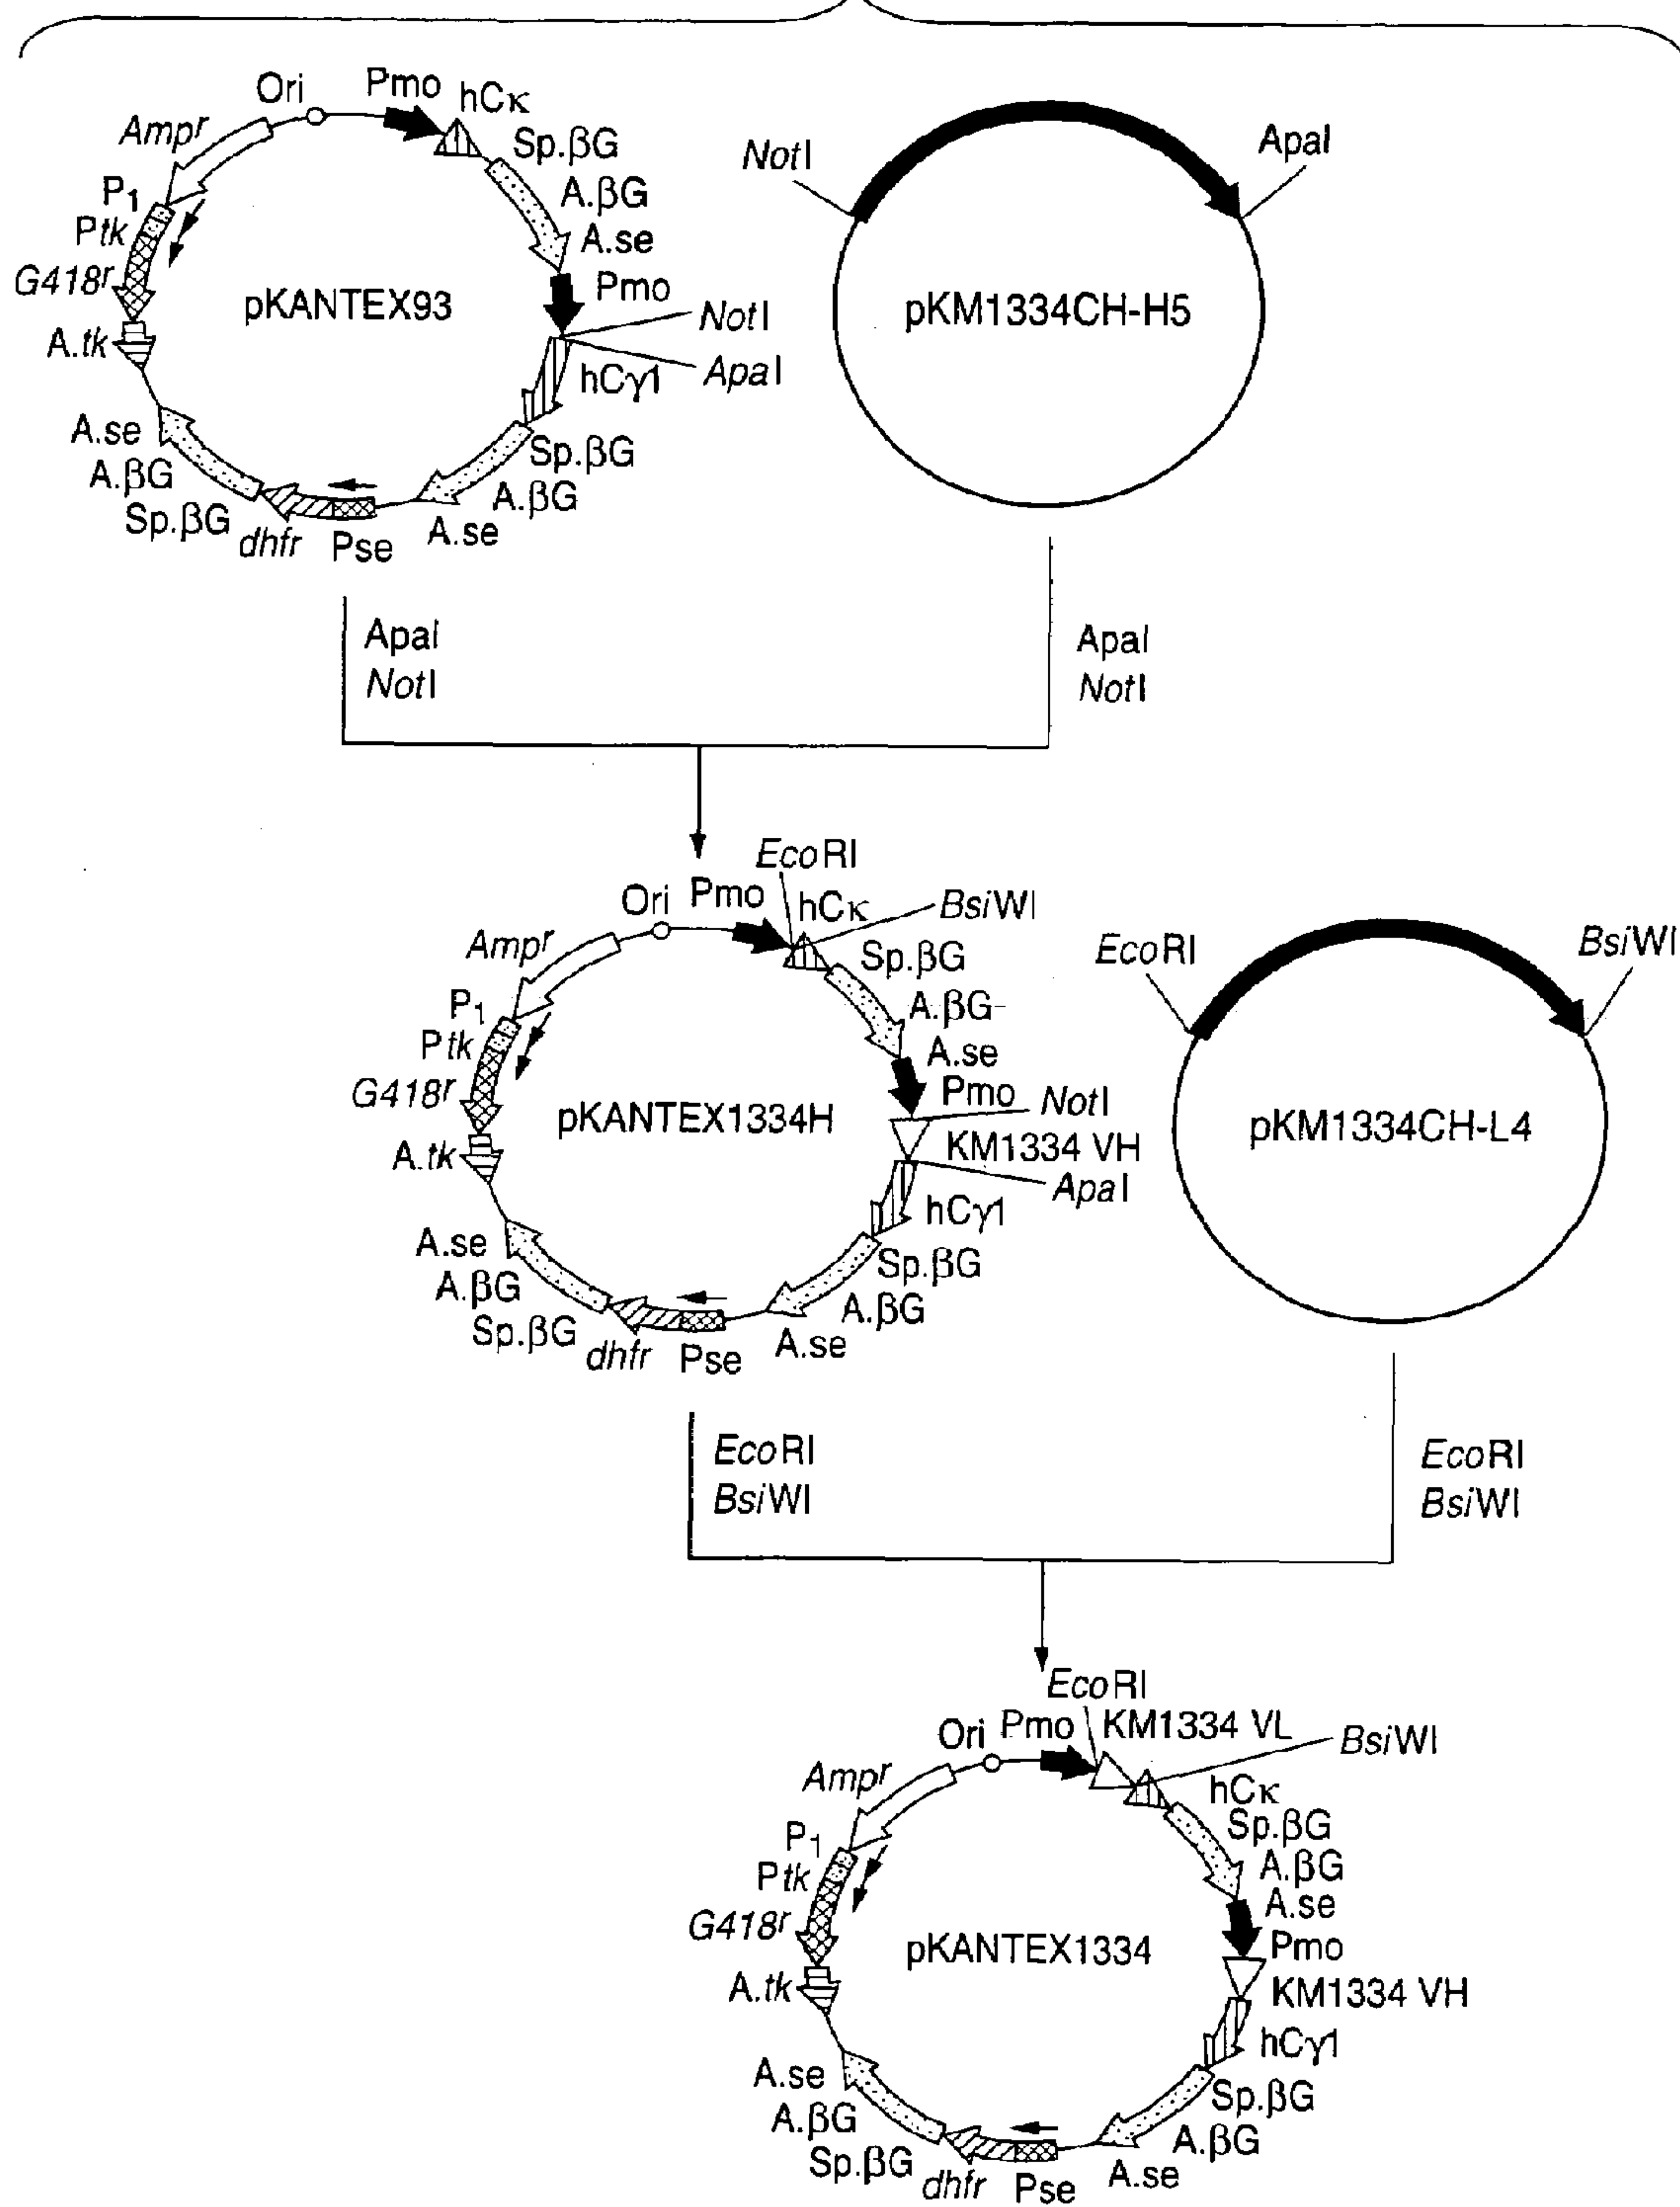 Ori
Pmo
hCκ
Ampr
Sp.βG
A.βG
A.se
P1
Ptk
G418r
pKANTEX93
Pmo
NotI
ApaI
A.tk
hCγ1
A.se
A.βG
Sp.βG
dhfr
Pse
A.se
A.βG
Sp.βG
NotI
ApaI
pKM1334CH-H5
ApaI
NotI
ApaI
NotI
EcoRI
Ori
Pmo
hCκ
BsiWI
Ampr
Sp.βG
A.βG
A.se
P1
Ptk
G418r
pKANTEX1334H
Pmo
NotI
KM1334 VH
ApaI
A.tk
hCγ1
A.se
A.βG
Sp.βG
dhfr
Pse
A.se
A.βG
Sp.βG
EcoRI
BsiWI
pKM1334CH-L4
EcoRI
BsiWI
EcoRI
BsiWI
EcoRI
Ori
Pmo
KM1334 VL
BsiWI
Ampr
hCκ
Sp.βG
A.βG
A.se
P1
Ptk
G418r
pKANTEX1334
Pmo
KM1334 VH
A.tk
hCγ1
A.se
A.βG
Sp.βG
dhfr
Pse
A.se
A.βG
Sp.βG